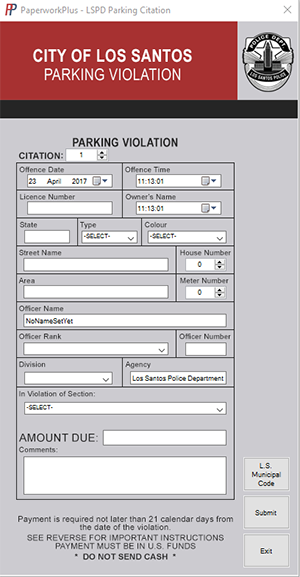 PaperworkPlus - LSPD Parking Citation
CITY OF LOS SANTOS
PARKING VIOLATION
POLICE DEPT
LOS SANTOS POLICE
PARKING VIOLATION
CITATION: 1
Offence Date Offence Time
23 April 2017 11:13:01
Licence Number Owner's Name
11:13:01
State Type Colour
-SELECT- -SELECT-
Street Name House Number
0
Area Meter Number
0
Officer Name
NoNameSetYet
Officer Rank Officer Number
Division Agency
Los Santos Police Department
In Violation of Section:
-SELECT-
AMOUNT DUE:
Comments:
L.S.
Municipal
Code
Submit
Exit
Payment is required not later than 21 calendar days from
the date of the violation.
SEE REVERSE FOR IMPORTANT INSTRUCTIONS
PAYMENT MUST BE IN U.S. FUNDS
* DO NOT SEND CASH *